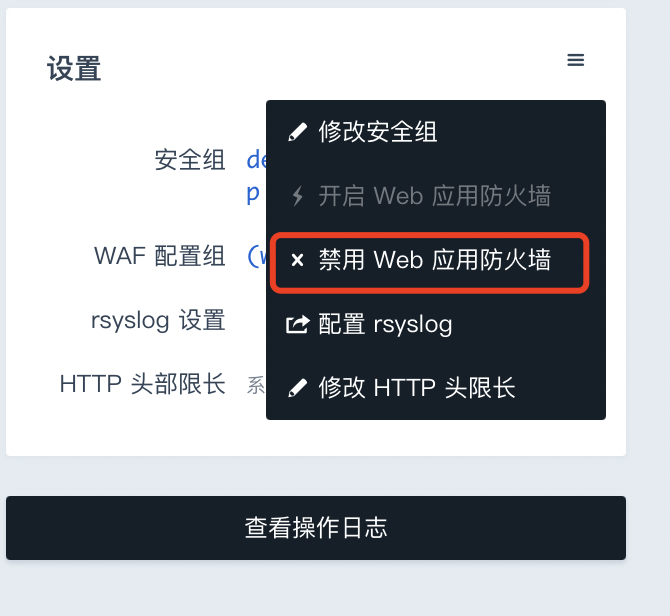 设置
安全组
de
p
修改安全组
开启 Web 应用防火墙
WAF 配置组
禁用 Web 应用防火墙
rsyslog 设置
配置 rsyslog
HTTP 头部限长
系
修改 HTTP 头限长
查看操作日志